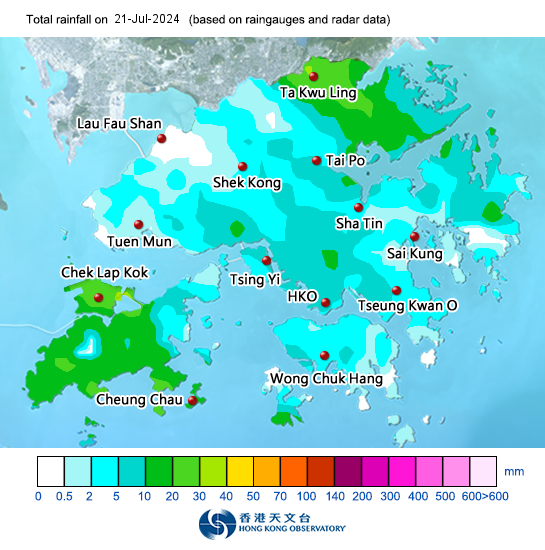 Total rainfall on 21-Jul-2024 (based on raingauges and radar data)
Ta Kwu Ling
Lau Fau Shan
Tai Po
Shek Kong
Sha Tin
Tuen Mun
Sai Kung
Chek Lap Kok
Tsing Yi
HKO
Tseung Kwan O
Wong Chuk Hang
Cheung Chau
mm
0 0.5 2 5 10 20 30 40 50 70 100 140 200 300 400 500 600>600
香港天文台
HONG KONG OBSERVATORY